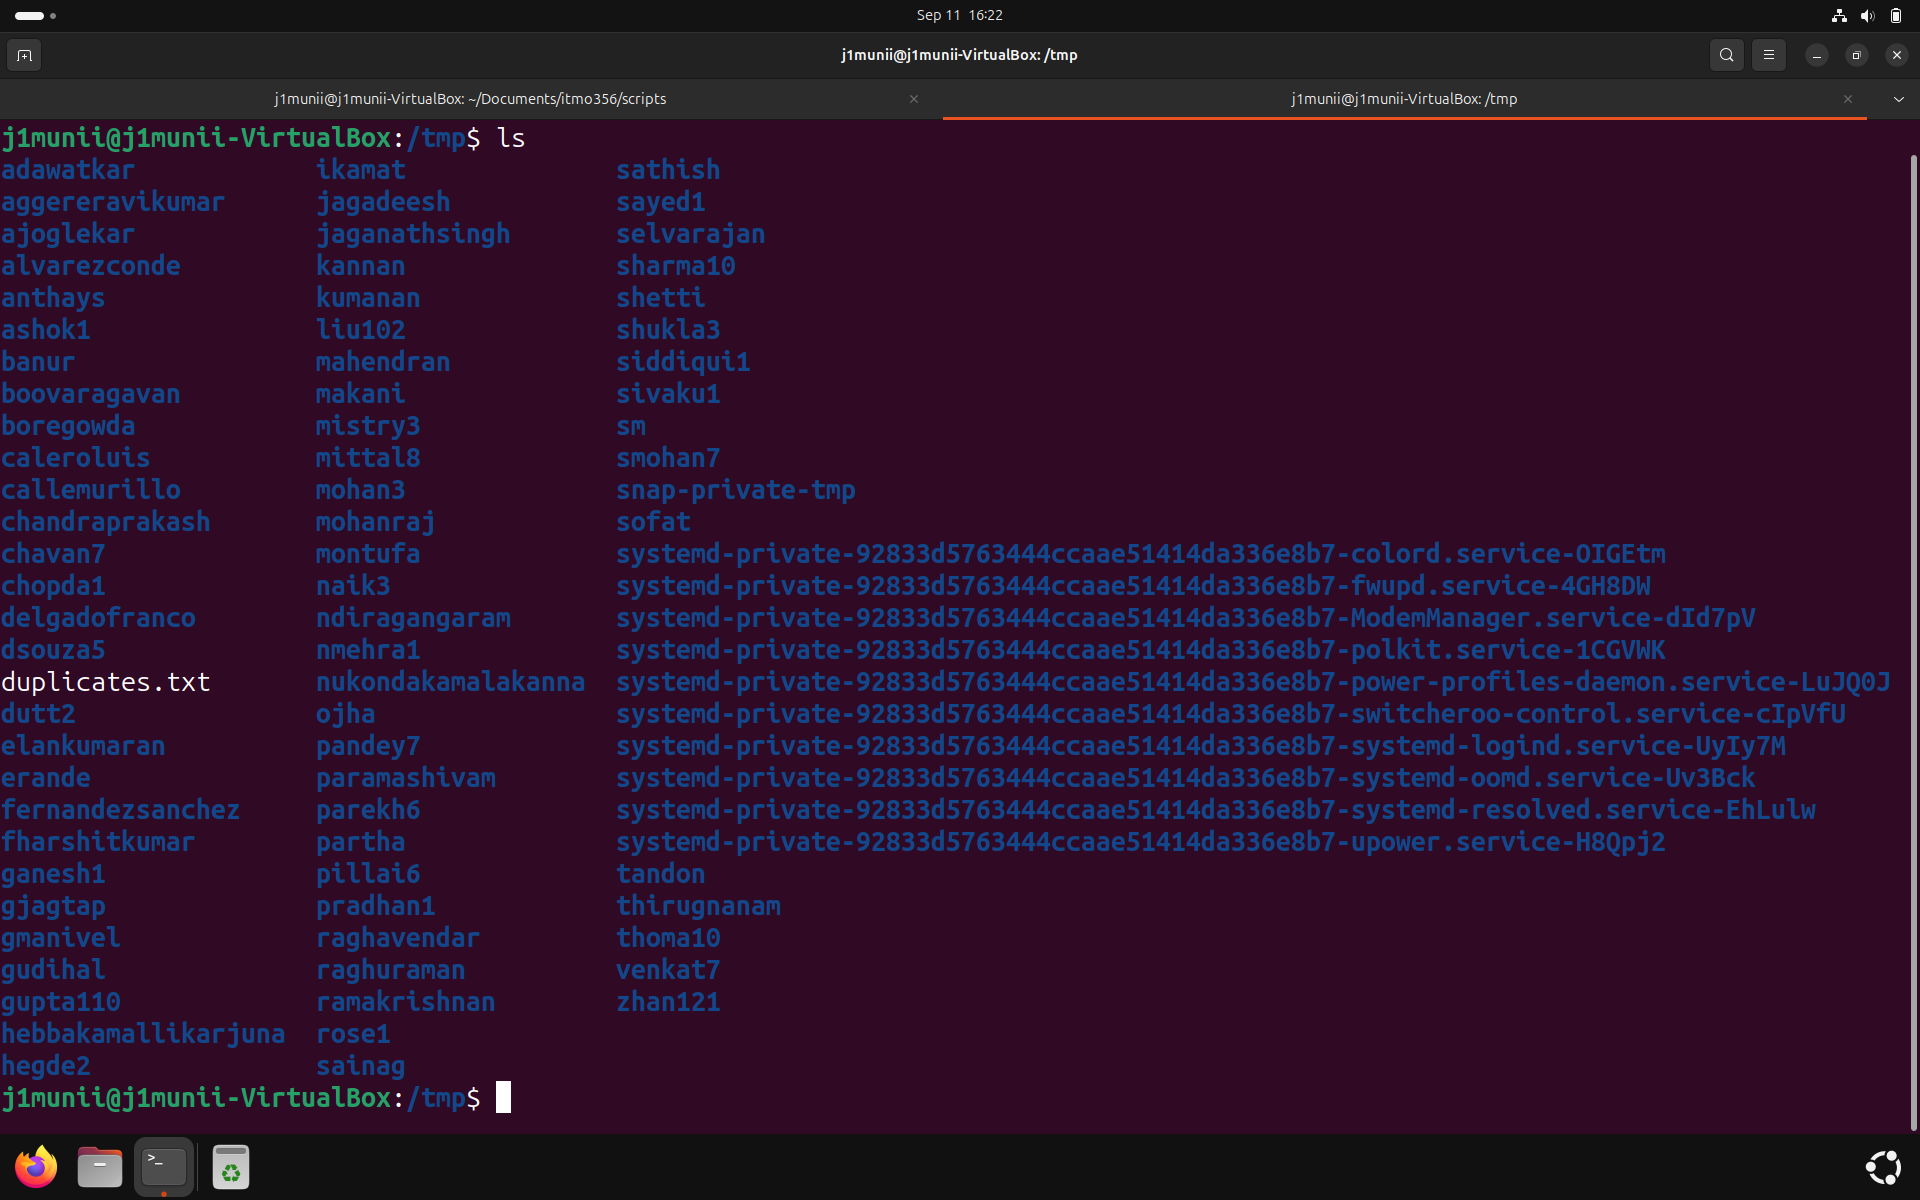 Sep 11 16:22
j1munii@j1munii-VirtualBox: /tmp
j1munii@j1munii-VirtualBox: ~/Documents/itmo356/scripts j1munii@j1munii-VirtualBox: /tmp
j1munii@j1munii-VirtualBox:/tmp$ ls
adawatkar ikamat sathish
aggereravikumar jagadeesh sayed1
ajoglekar jaganathsingh selvarajan
alvarezconde kannan sharma10
anthays kumanan shetti
ashok1 liu102 shukla3
banur mahendran siddiqui1
boovaragavan makani sivaku1
boregowda mistry3 sm
caleroluis mittal8 smohan7
callemurillo mohan3 snap-private-tmp
chandraprakash mohanraj sofat
chavan7 montufa systemd-private-92833d5763444ccaae51414da336e8b7-colord.service-OIGEtm
chopda1 naik3 systemd-private-92833d5763444ccaae51414da336e8b7-fwupd.service-4GH8DW
delgadofranco ndiragangaram systemd-private-92833d5763444ccaae51414da336e8b7-ModemManager.service-dId7pV
dsouza5 nmehra1 systemd-private-92833d5763444ccaae51414da336e8b7-polkit.service-1CGVWK
duplicates.txt nukondakamalakanna systemd-private-92833d5763444ccaae51414da336e8b7-power-profiles-daemon.service-LuJQ0J
dutt2 ojha systemd-private-92833d5763444ccaae51414da336e8b7-switcheroo-control.service-cIpVfU
elankumaran pandey7 systemd-private-92833d5763444ccaae51414da336e8b7-systemd-logind.service-UyIy7M
erande paramashivam systemd-private-92833d5763444ccaae51414da336e8b7-systemd-oomd.service-Uv3Bck
fernandezsanchez parekh6 systemd-private-92833d5763444ccaae51414da336e8b7-systemd-resolved.service-EhLulw
fharshitkumar partha systemd-private-92833d5763444ccaae51414da336e8b7-upower.service-H8Qpj2
ganesh1 pillai6 tandon
gjagtap pradhan1 thirugnanam
gmanivel raghavendar thoma10
gudihal raghuraman venkat7
gupta110 ramakrishnan zhan121
hebbakamallikarjuna rose1
hegde2 sainag
j1munii@j1munii-VirtualBox:/tmp$